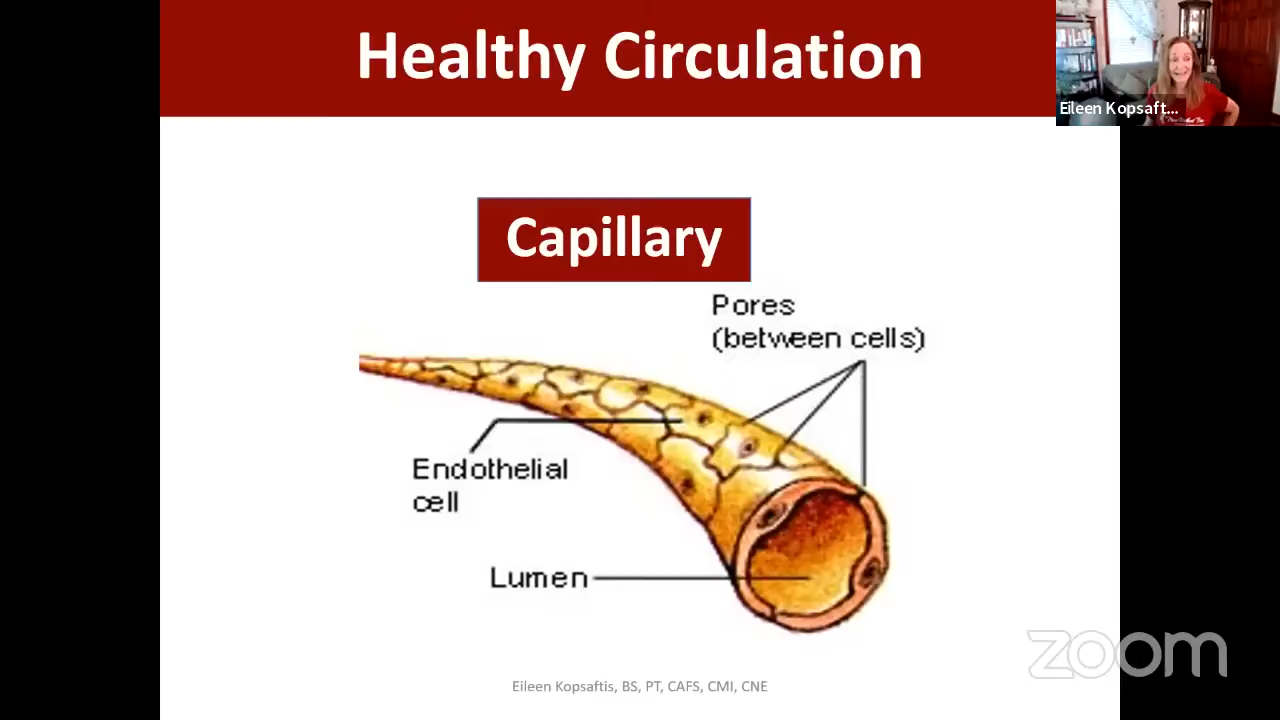 Healthy Circulation
Eileen Kopsaft...
Capillary
Pores
(between cells)
Endothelial
cell
Lumen
zoom
Eileen Kopsaftis, BS, PT, CAFS, CMI, CNE